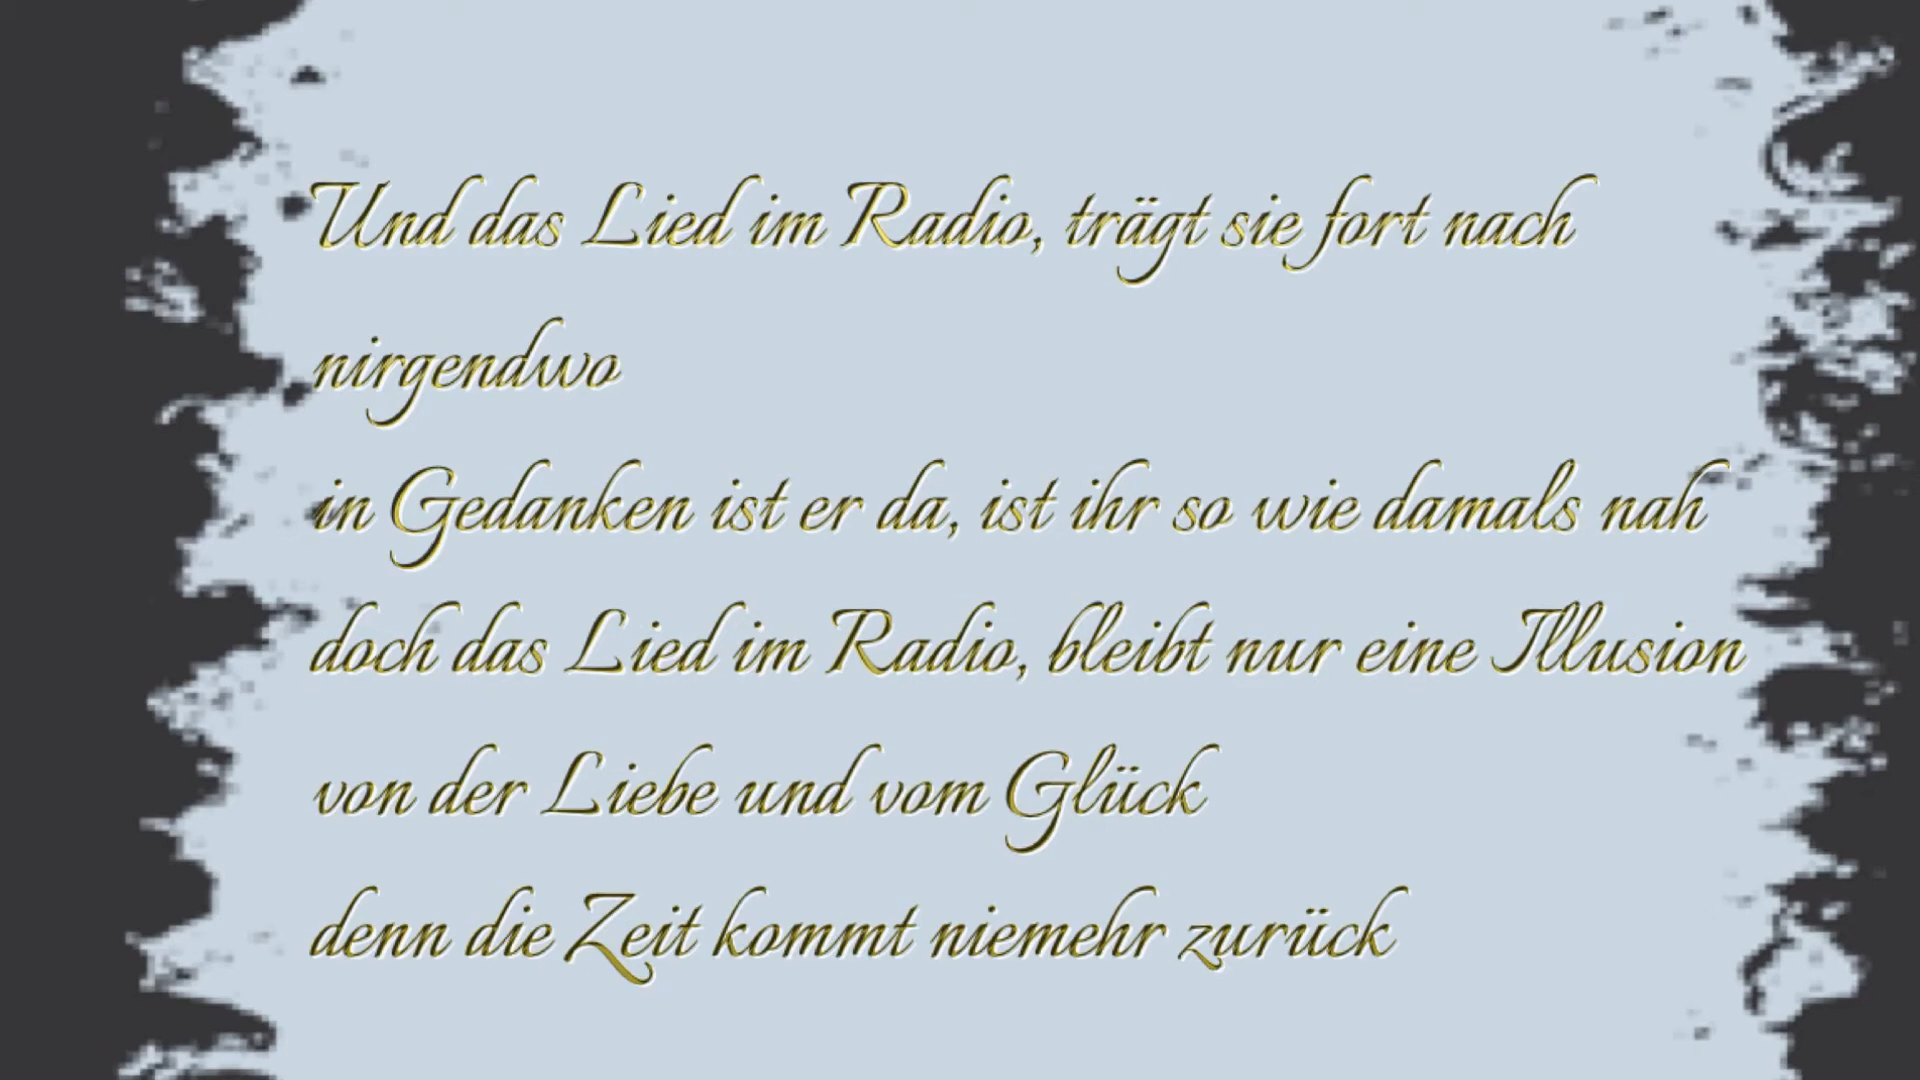 Und das Lied im Radio, trägt sie fort nach
nirgendwo
in Gedanken ist er da, ist ihr so wie damals nah
doch das Lied im Radio, bleibt nur eine Illusion
von der Liebe und vom Glück
denn die Zeit kommt niemehr zurück